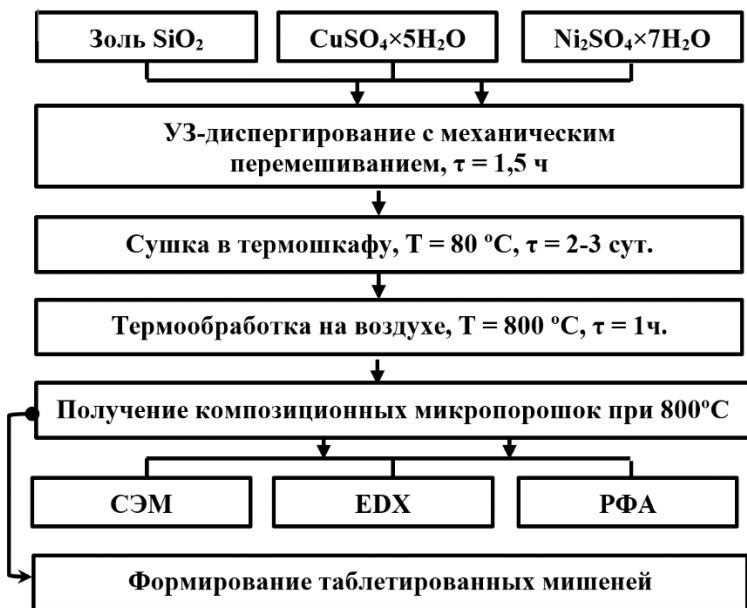 Золь SiO₂
CuSO₄×5H₂O
Ni₂SO₄×7H₂O
УЗ-диспергирование с механическим
перемешиванием, τ = 1,5 ч
Сушка в термошкафу, T = 80 ºC, τ = 2-3 сут.
Термообработка на воздухе, T = 800 ºC, τ = 1ч.
Получение композиционных микропорошок при 800ºC
СЭМ
EDX
РФА
Формирование таблетированных мишеней